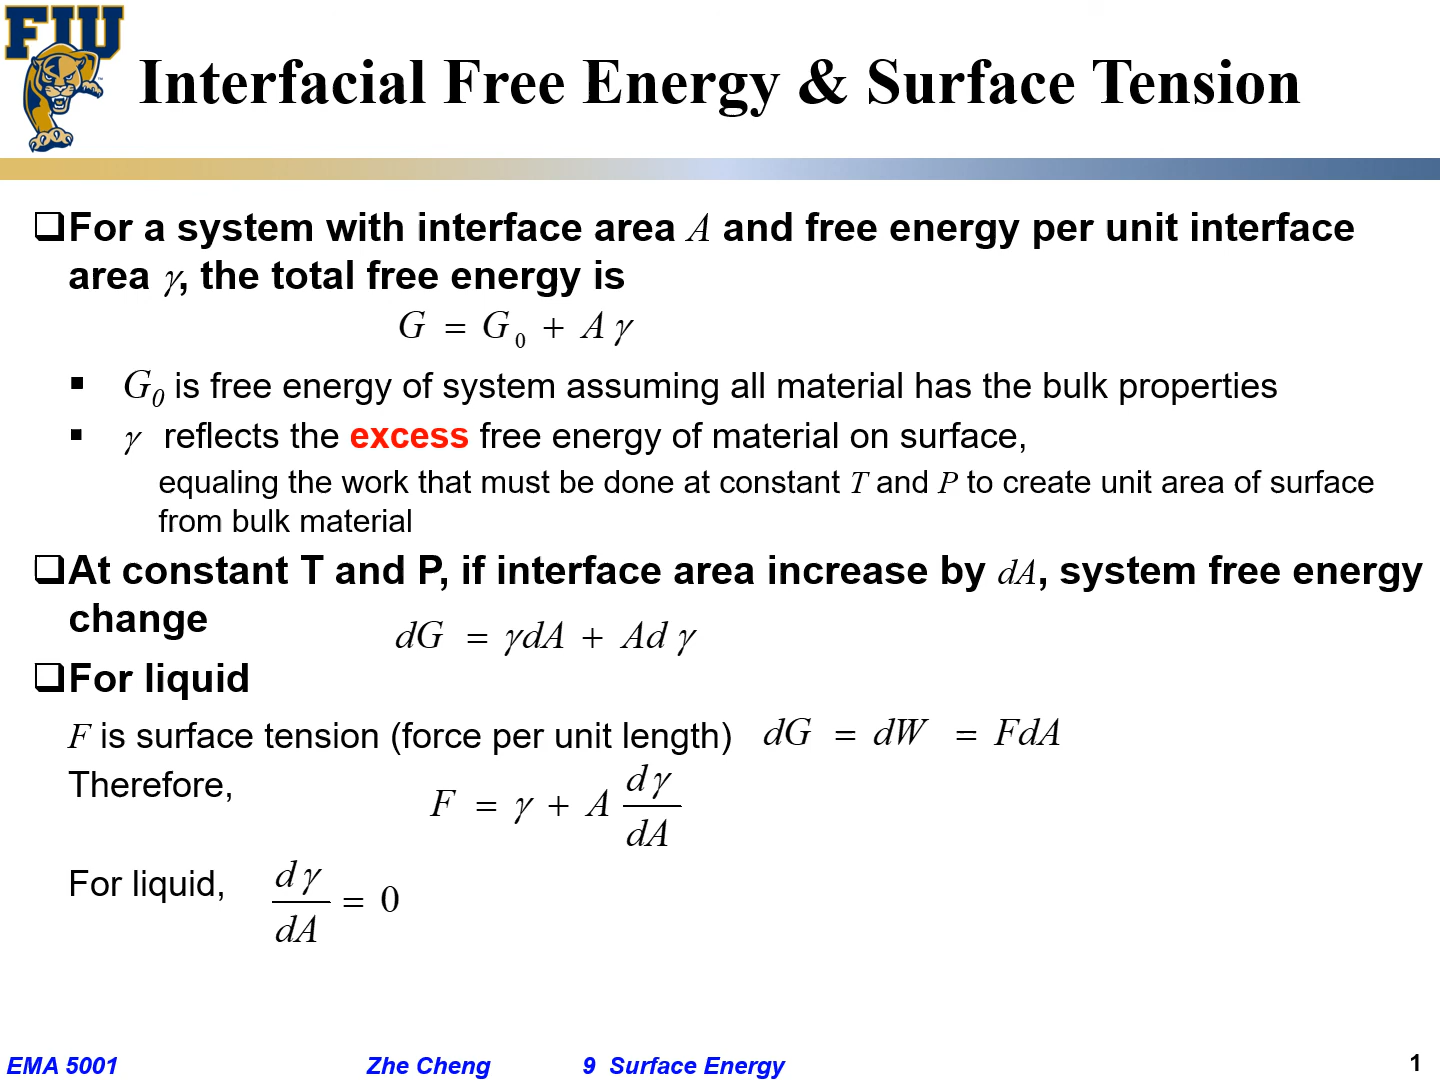 FIU
Interfacial Free Energy & Surface Tension
❑For a system with interface area A and free energy per unit interface
area γ, the total free energy is
G = G₀ + Aγ
▪ G₀ is free energy of system assuming all material has the bulk properties
▪ γ reflects the excess free energy of material on surface,
equaling the work that must be done at constant T and P to create unit area of surface
from bulk material
❑At constant T and P, if interface area increase by dA, system free energy
change
dG = γdA + Adγ
❑For liquid
F is surface tension (force per unit length) dG = dW = FdA
Therefore, F = γ + A dγ/dA
For liquid, dγ/dA = 0
EMA 5001 Zhe Cheng 9 Surface Energy 1